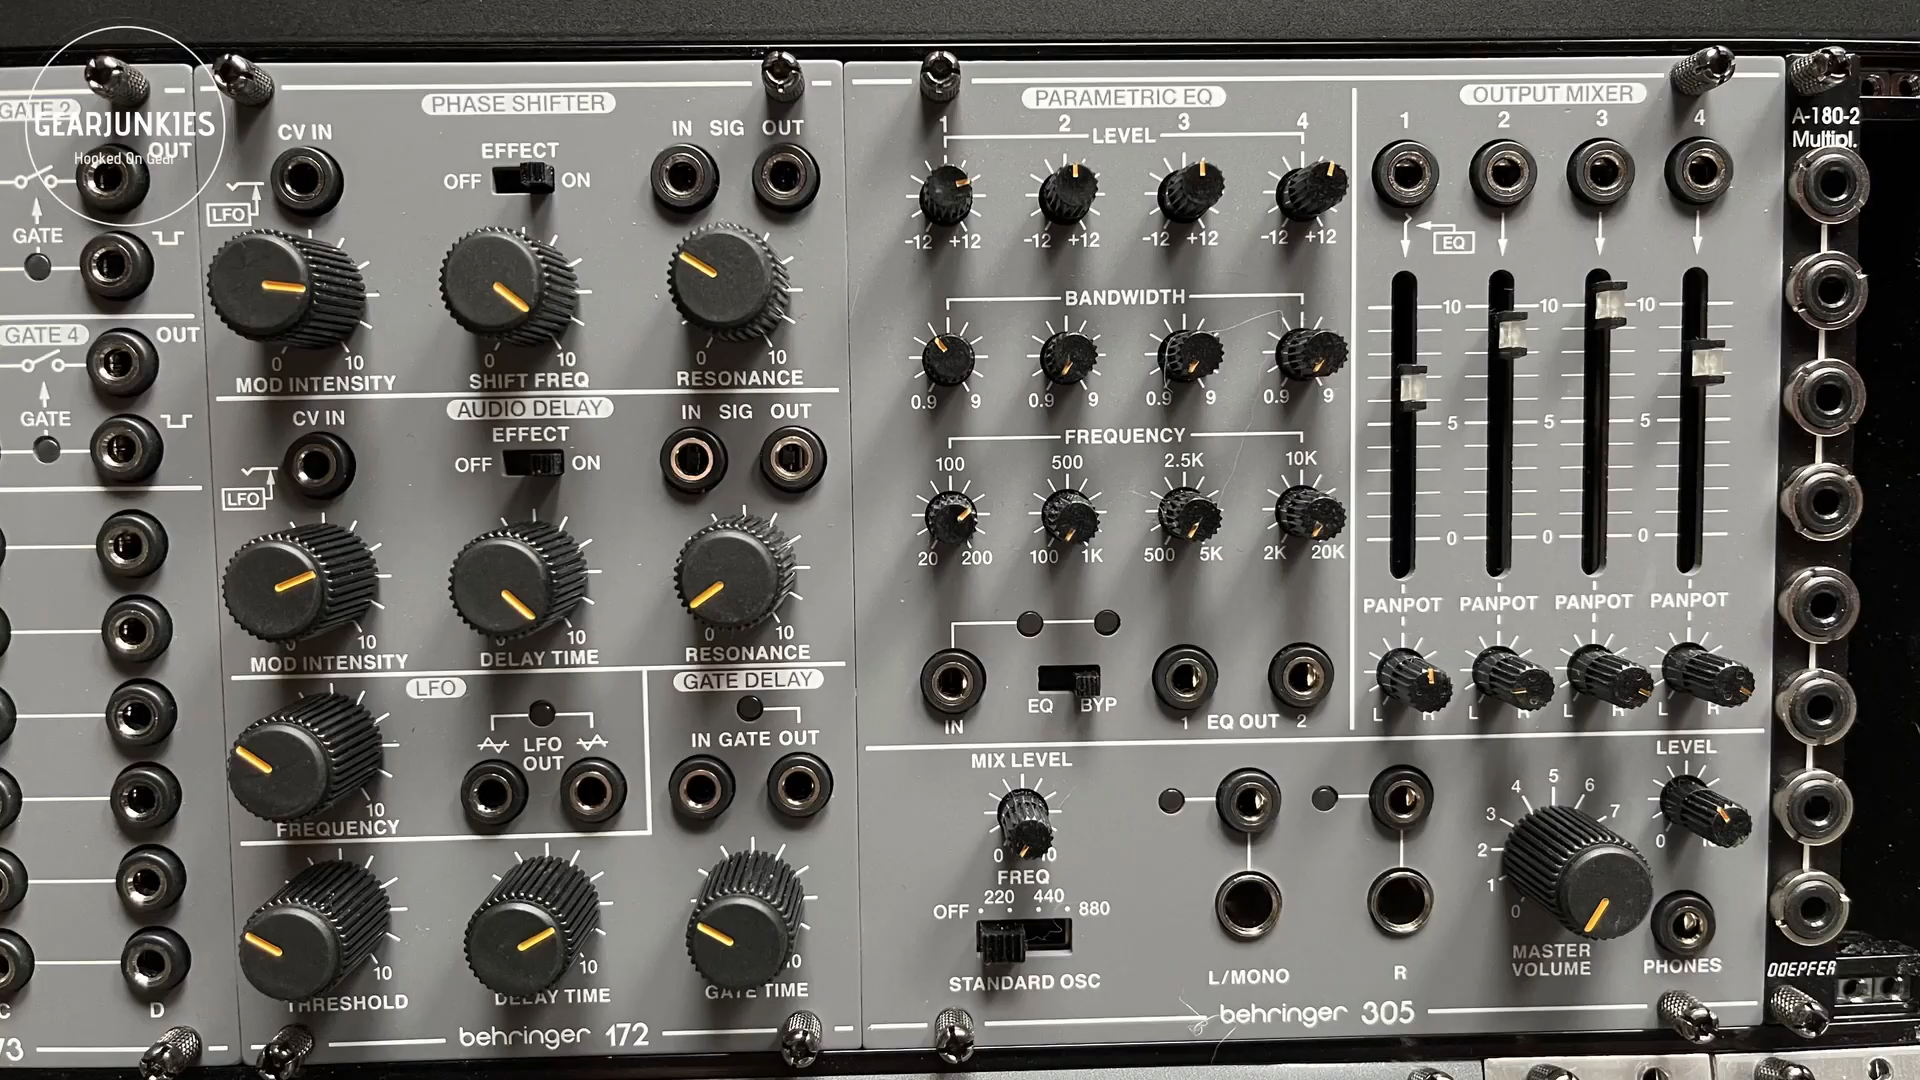 GATE 2
GEARJUNKIES
Hooked On Gear
OUT
LFO
GATE
GATE 4
OUT
GATE
C
D
73
PHASE SHIFTER
CV IN
EFFECT
OFF
ON
IN SIG OUT
LFO
0 10
MOD INTENSITY
0 10
SHIFT FREQ
0 10
RESONANCE
AUDIO DELAY
CV IN
EFFECT
OFF
ON
IN SIG OUT
LFO
0 10
MOD INTENSITY
0 10
DELAY TIME
0 10
RESONANCE
LFO
GATE DELAY
LFO
OUT
IN GATE OUT
10
FREQUENCY
10
THRESHOLD
10
DELAY TIME
10
GATE TIME
behringer 172
PARAMETRIC EQ
1 2 3 4
LEVEL
-12 +12 -12 +12 -12 +12 -12 +12
BANDWIDTH
0.9 9 0.9 9 0.9 9 0.9 9
FREQUENCY
100 500 2.5K 10K
20 200 100 1K 500 5K 2K 20K
IN
EQ BYP
1 EQ OUT 2
OUTPUT MIXER
1 2 3 4
EQ
10 10 10
5 5 5
0 0 0
PANPOT PANPOT PANPOT PANPOT
L R L R L R L R
MIX LEVEL
0 10
FREQ
OFF 220 440 880
STANDARD OSC
L/MONO
R
0 1 2 3 4 5 6 7
MASTER
VOLUME
LEVEL
0
PHONES
behringer 305
A-180-2
Multipl.
DOEPFER